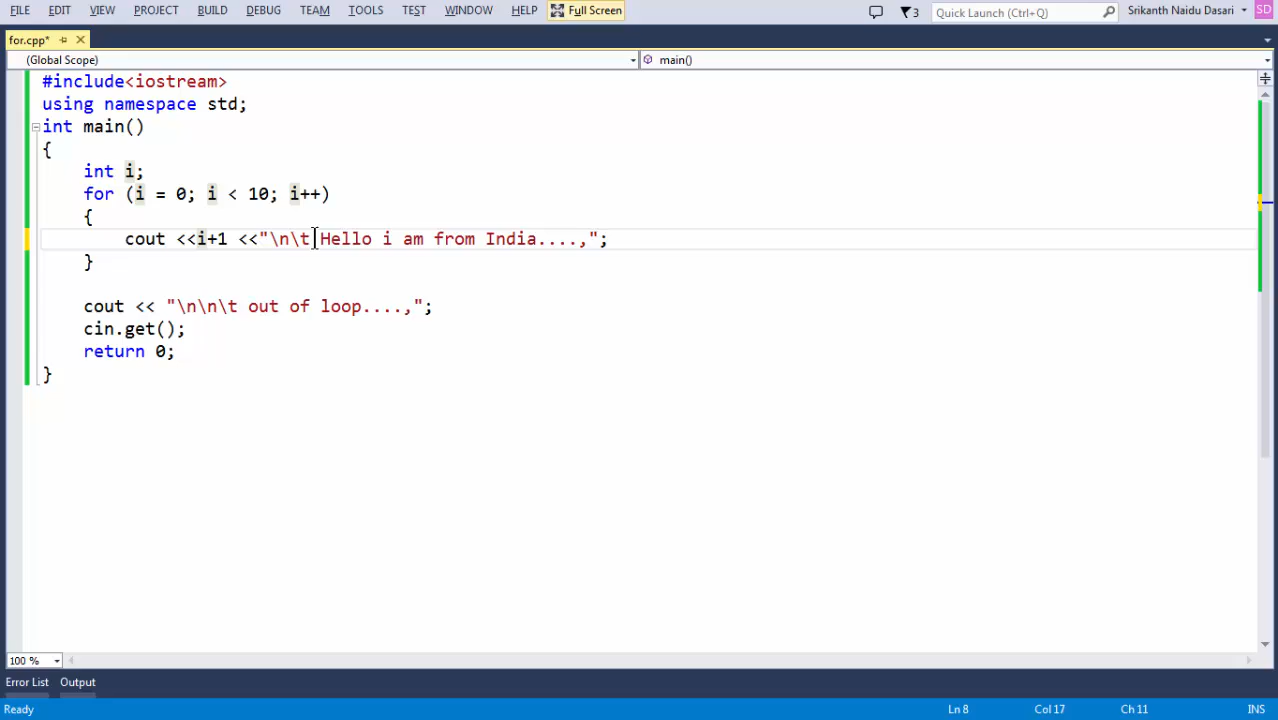 FILE EDIT VIEW PROJECT BUILD DEBUG TEAM TOOLS TEST WINDOW HELP Full Screen 3 Quick Launch (Ctrl+Q) Srikanth Naidu Dasari SD
for.cpp*
(Global Scope) main()
#include<iostream>
using namespace std;
int main()
{
int i;
for (i = 0; i < 10; i++)
{
cout <<i+1 <<"\n\t Hello i am from India....,";
}
cout << "\n\n\t out of loop....,";
cin.get();
return 0;
}
100 %
Error List Output
Ready Ln 8 Col 17 Ch 11 INS